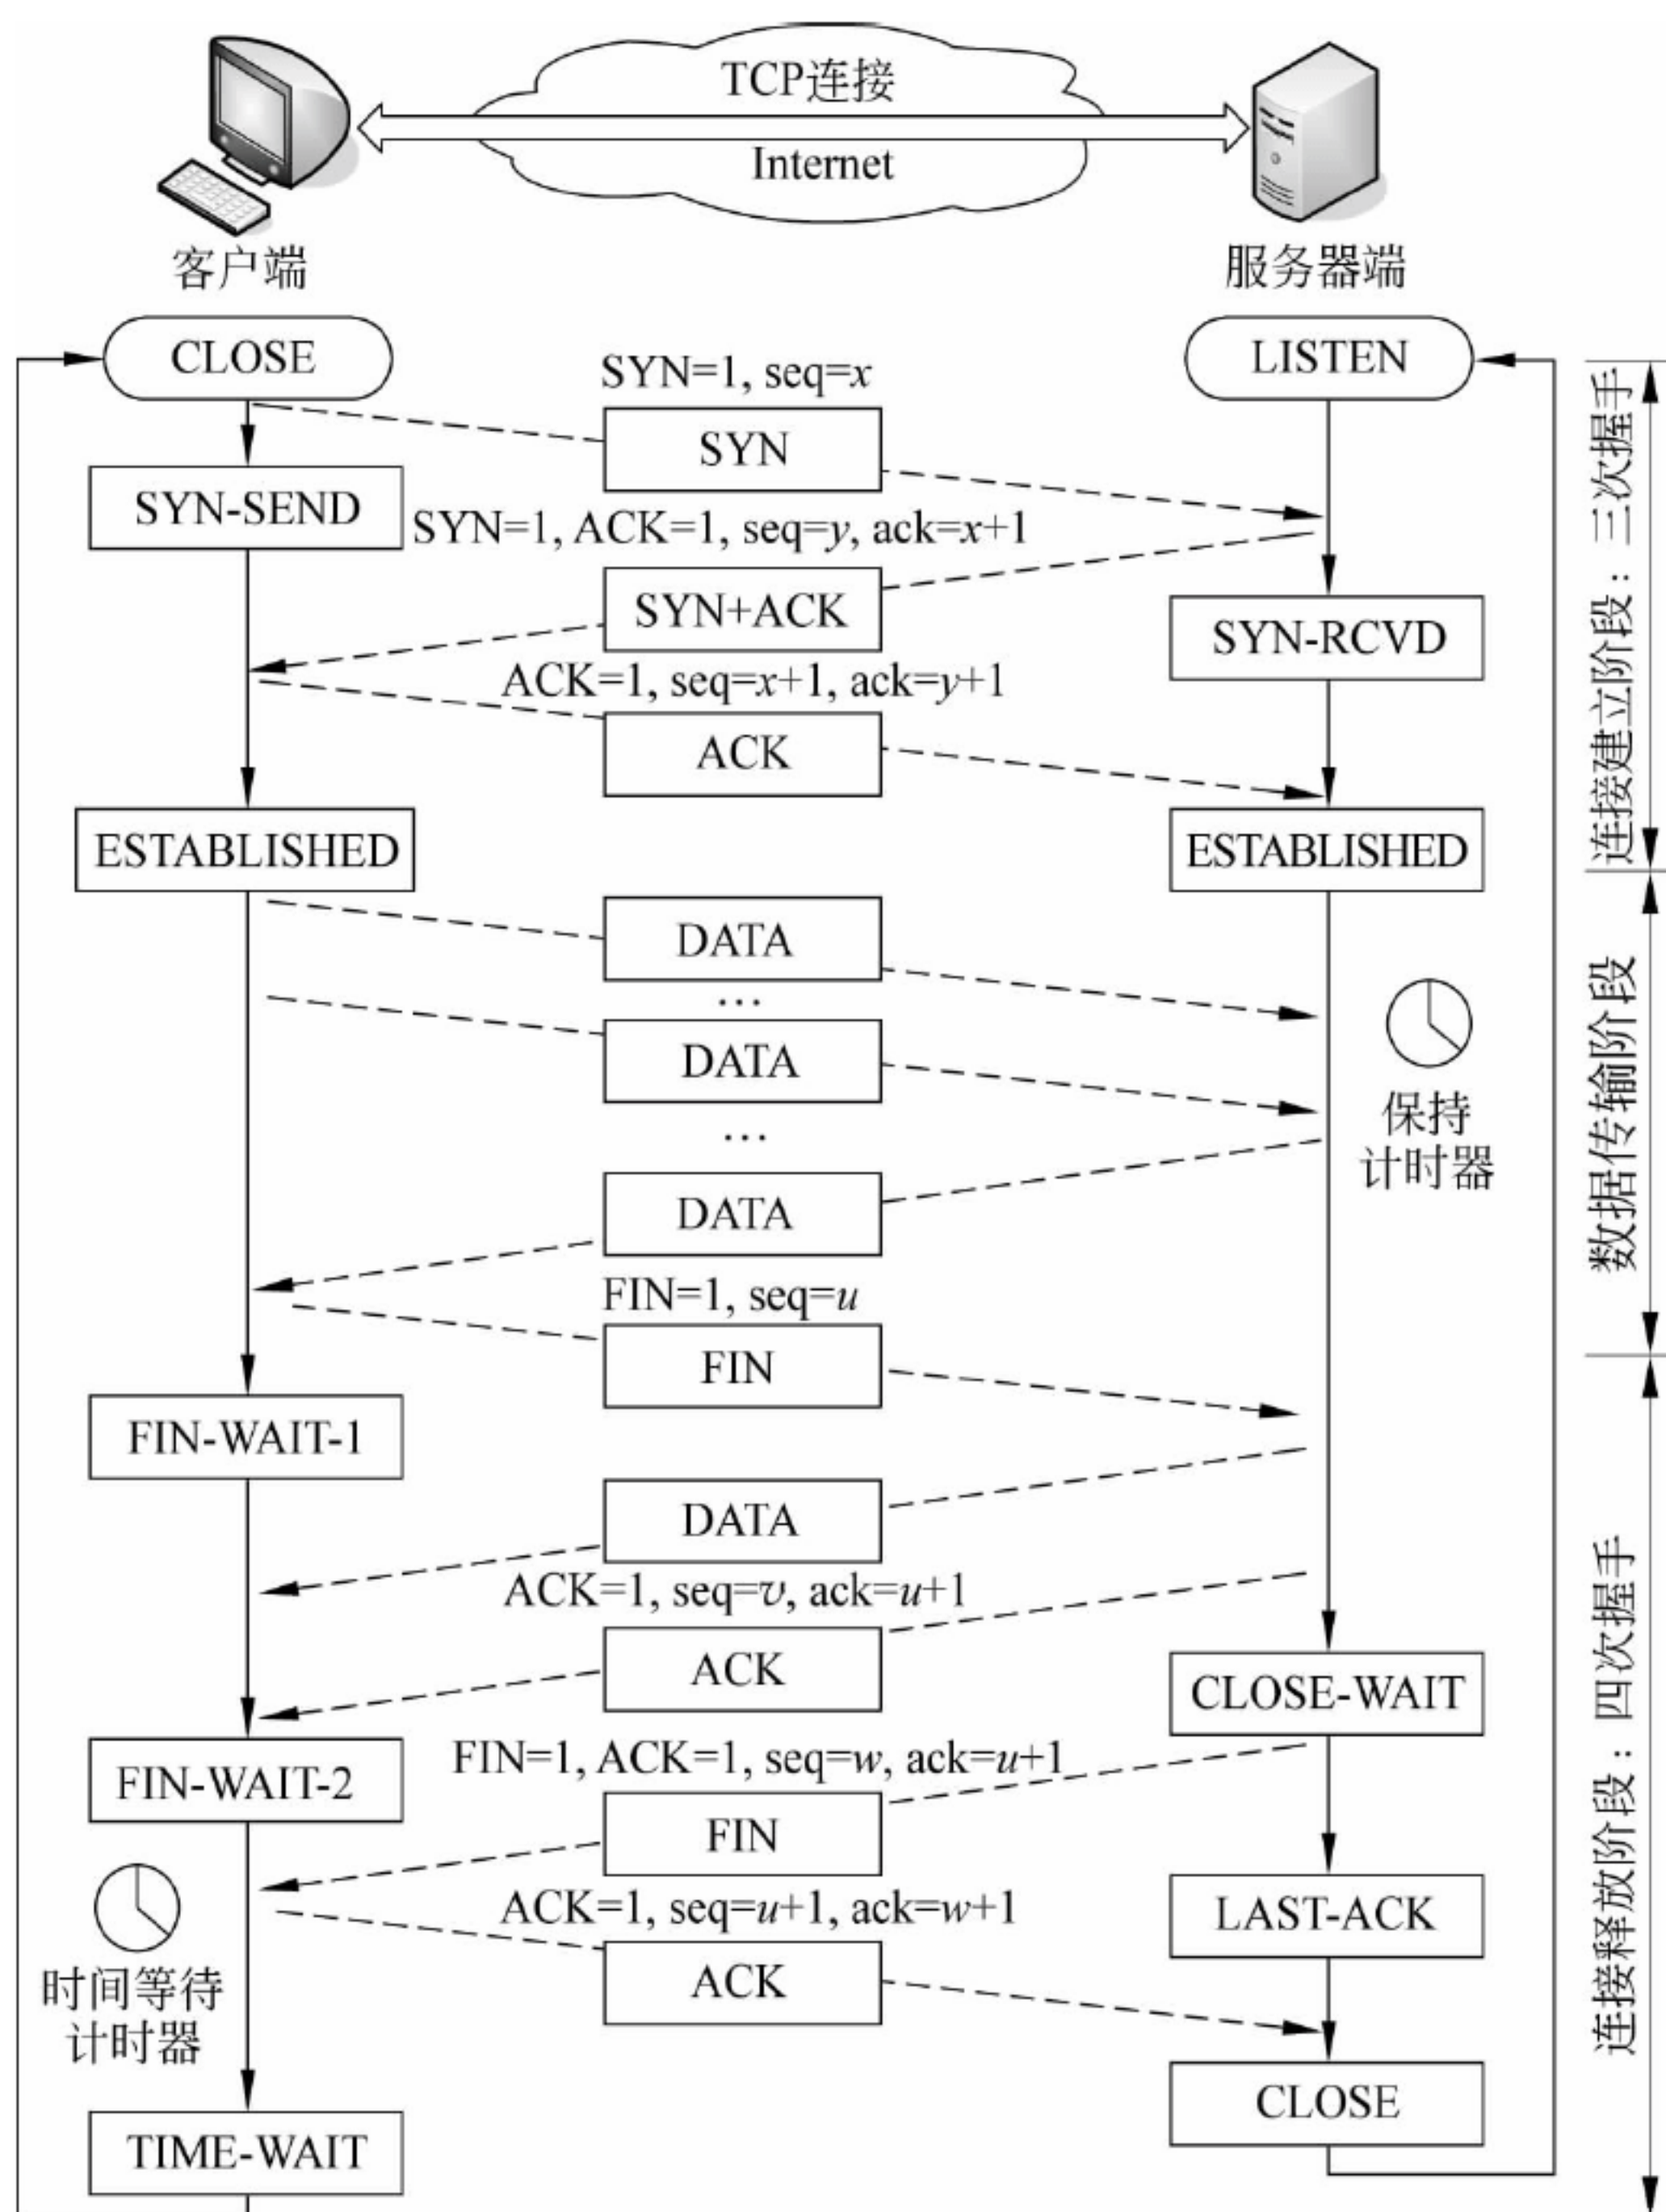 TCP连接
Internet
客户端
服务器端
CLOSE
LISTEN
SYN=1, seq=x
SYN
SYN-SEND
SYN=1, ACK=1, seq=y, ack=x+1
SYN+ACK
SYN-RCVD
ACK=1, seq=x+1, ack=y+1
ACK
ESTABLISHED
ESTABLISHED
连接建立阶段：三次握手
DATA
…
DATA
…
DATA
保持
计时器
数据传输阶段
FIN=1, seq=u
FIN
FIN-WAIT-1
DATA
ACK=1, seq=v, ack=u+1
ACK
CLOSE-WAIT
FIN-WAIT-2
FIN=1, ACK=1, seq=w, ack=u+1
FIN
ACK=1, seq=u+1, ack=w+1
ACK
LAST-ACK
时间等待
计时器
CLOSE
TIME-WAIT
连接释放阶段：四次握手